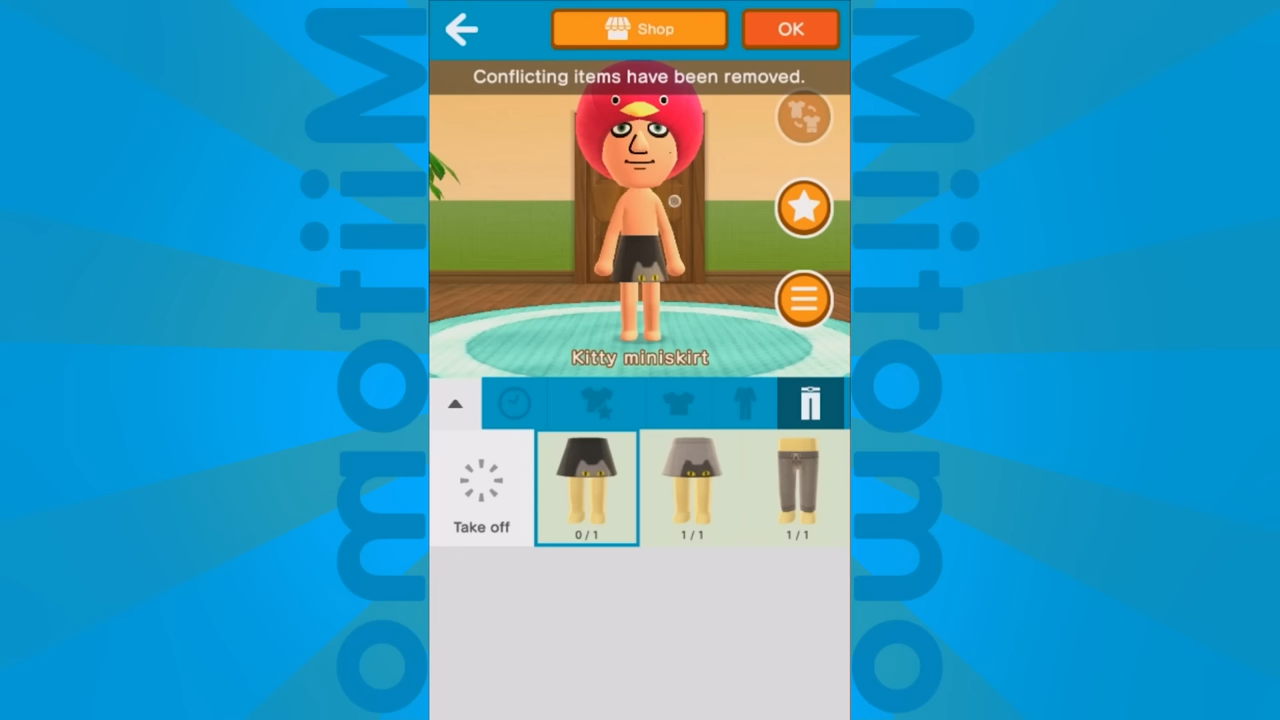 Shop
OK
Conflicting items have been removed.
Kitty miniskirt
Take off
0 / 1
1 / 1
1 / 1
Miitomo
Miitomo